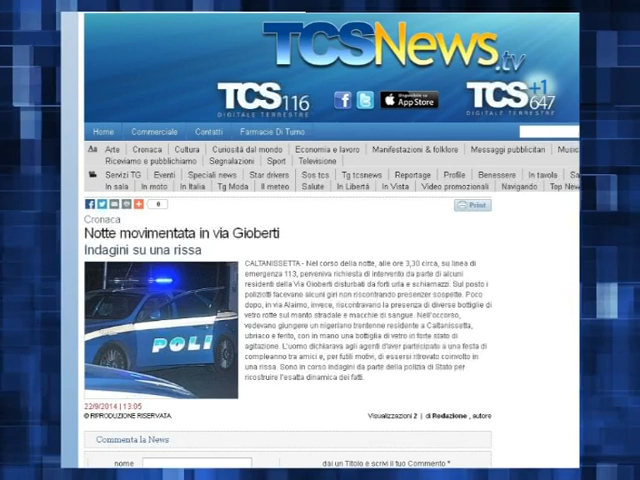 TCSNews.tv
TCS 116
DIGITALE TERRESTRE
Disponibile su
App Store
TCS +1
647
DIGITALE TERRESTRE
Home Commerciale Contatti Farmacie Di Turno
Aa Arte Cronaca Cultura Curiosità dal mondo Economia e lavoro Manifestazioni & folklore Messaggi pubblicitari Music
Riceviamo e pubblichiamo Segnalazioni Sport Televisione
Servizi TG Eventi Speciali news Star drivers Sos tcs Tg tcsnews Reportage Profile Benessere In tavola Sa
In sala In moto In Italia Tg Moda Il meteo Salute In Libertà In Vista Video promozionali Navigando Top New
0
Print
Cronaca
Notte movimentata in via Gioberti
Indagini su una rissa
CALTANISSETTA - Nel corso della notte, alle ore 3,30 circa, su linea di
emergenza 113, perveniva richiesta di intervento da parte di alcuni
residenti della Via Gioberti disturbati da forti urla e schiamazzi. Sul posto i
poliziotti facevano alcuni giri non riscontrando presenzer sospette. Poco
dopo, in via Alaimo, invece, riscontravano la presenza di diverse bottiglie di
vetro rotte sul manto stradale e macchie di sangue. Nell'occorso,
vedevano giungere un nigeriano trentenne residente a Caltanissetta,
ubriaco e ferito, con in mano una bottiglia di vetro in forte stato di
agitazione. L'uomo dichiarava agli agenti d'aver partecipato a una festa di
compleanno tra amici e, per futili motivi, di essersi ritrovato coinvolto in
una rissa. Sono in corso indagini da parte della polizia di Stato per
ricostruire l'esatta dinamica dei fatti.
POLI
22/9/2014 | 13:05
© RIPRODUZIONE RISERVATA
Visualizzazioni 2 | di Redazione , autore
Commenta la News
nome
dai un Titolo e scrivi il tuo Commento *